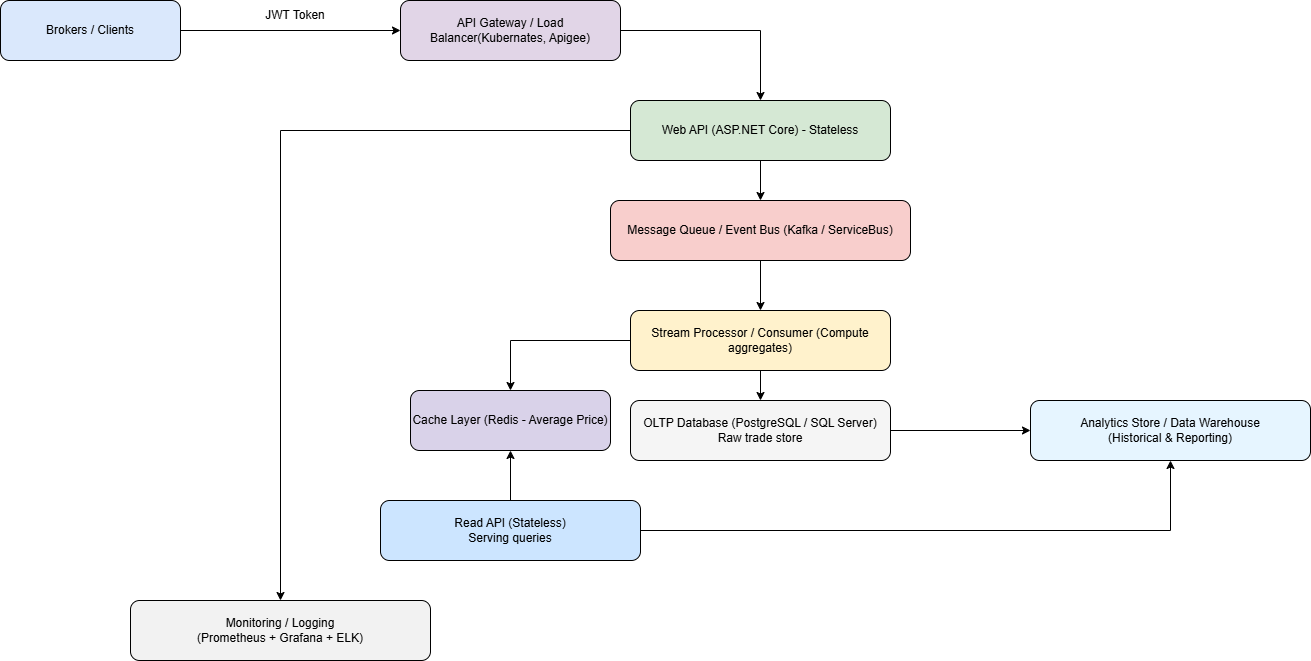 Brokers / Clients
JWT Token
API Gateway / Load
Balancer(Kubernates, Apigee)
Web API (ASP.NET Core) - Stateless
Message Queue / Event Bus (Kafka / ServiceBus)
Stream Processor / Consumer (Compute
aggregates)
Cache Layer (Redis - Average Price)
OLTP Database (PostgreSQL / SQL Server)
Raw trade store
Analytics Store / Data Warehouse
(Historical & Reporting)
Read API (Stateless)
Serving queries
Monitoring / Logging
(Prometheus + Grafana + ELK)